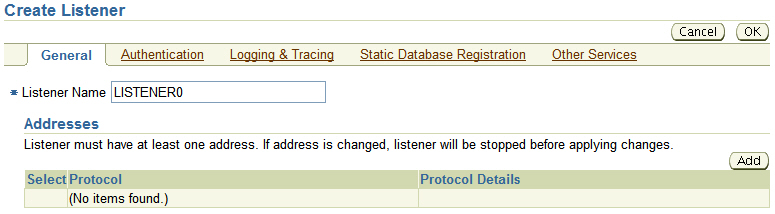 Create Listener
Cancel OK
General Authentication Logging & Tracing Static Database Registration Other Services
* Listener Name LISTENER0
Addresses
Listener must have at least one address. If address is changed, listener will be stopped before applying changes.
Add
Select Protocol Protocol Details
(No items found.)